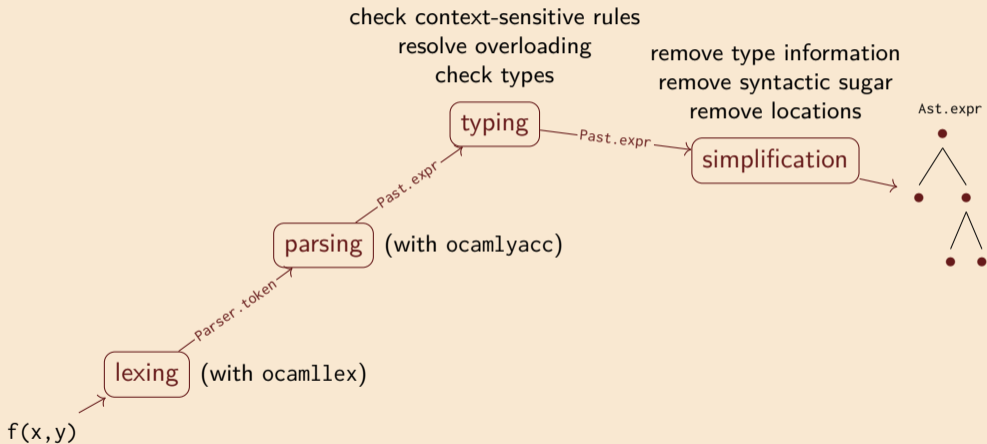 check context-sensitive rules
resolve overloading
check types
remove type information
remove syntactic sugar
remove locations
Ast.expr
typing
Past.expr
simplification
Past.expr
parsing (with ocamlyacc)
Parser.token
lexing (with ocamllex)
f(x,y)